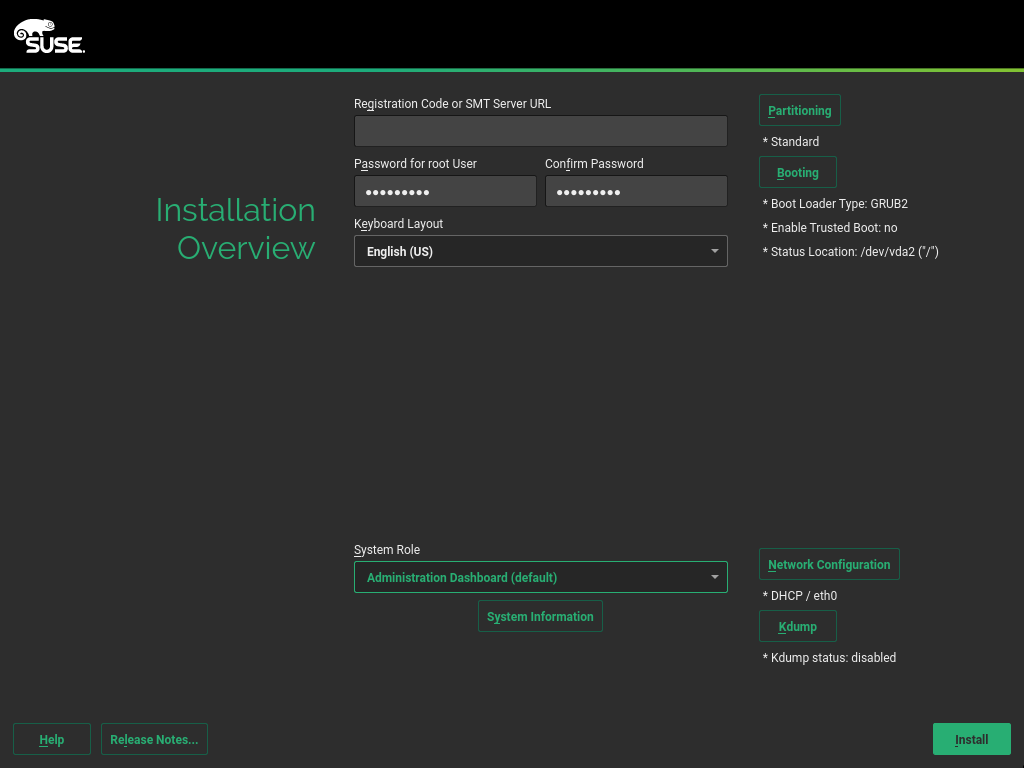 SUSE.
Installation
Overview
Registration Code or SMT Server URL
Password for root User
Confirm Password
●●●●●●●●●
●●●●●●●●●
Keyboard Layout
English (US)
System Role
Administration Dashboard (default)
System Information
Partitioning
* Standard
Booting
* Boot Loader Type: GRUB2
* Enable Trusted Boot: no
* Status Location: /dev/vda2 ("/")
Network Configuration
* DHCP / eth0
Kdump
* Kdump status: disabled
Help
Release Notes...
Install